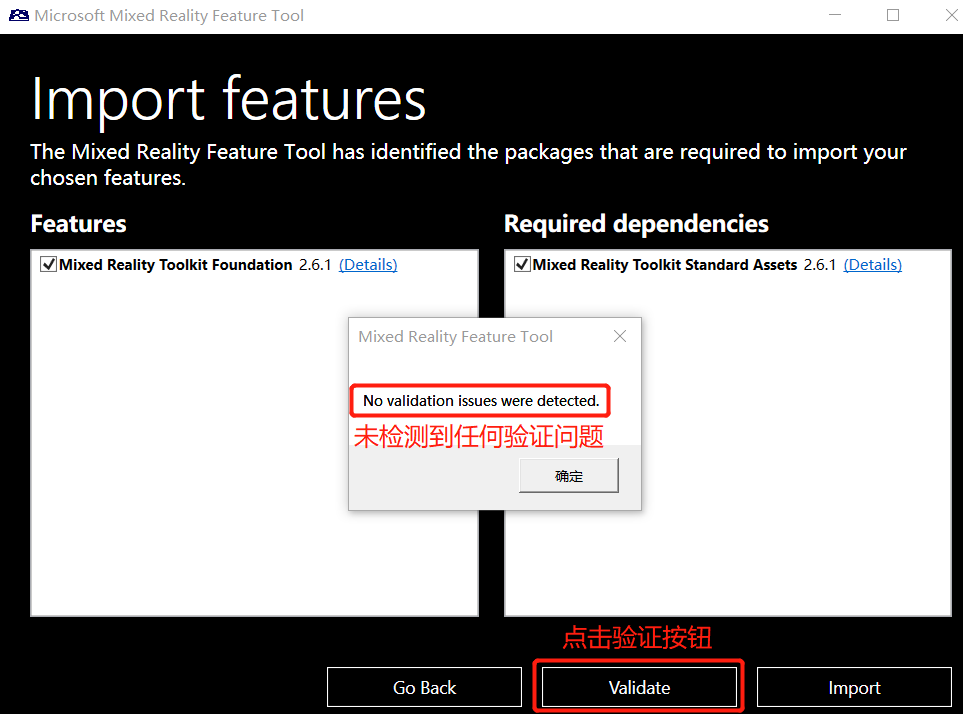 Microsoft Mixed Reality Feature Tool
Import features
The Mixed Reality Feature Tool has identified the packages that are required to import your
chosen features.
Features
Mixed Reality Toolkit Foundation 2.6.1 (Details)
Required dependencies
Mixed Reality Toolkit Standard Assets 2.6.1 (Details)
Mixed Reality Feature Tool
No validation issues were detected.
未检测到任何验证问题
确定
点击验证按钮
Go Back
Validate
Import